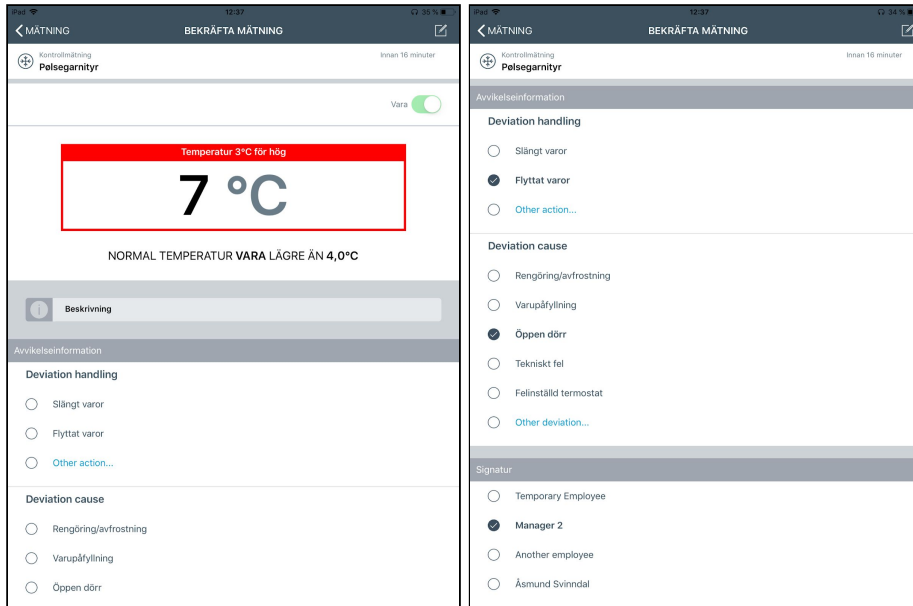 iPad 12:37 35 %
MÄTNING BEKRÄFTA MÄTNING
Kontrollmätning Innan 16 minuter
Pølsegarnityr
Vara
Temperatur 3°C för hög
7 °C
NORMAL TEMPERATUR VARA LÄGRE ÄN 4,0°C
Beskrivning
Avvikelseinformation
Deviation handling
Slängt varor
Flyttat varor
Other action...
Deviation cause
Rengöring/avfrostning
Varupåfyllning
Öppen dörr
iPad 12:37 34 %
MÄTNING BEKRÄFTA MÄTNING
Kontrollmätning Innan 16 minuter
Pølsegarnityr
Avvikelseinformation
Deviation handling
Slängt varor
Flyttat varor
Other action...
Deviation cause
Rengöring/avfrostning
Varupåfyllning
Öppen dörr
Tekniskt fel
Felinställd termostat
Other deviation...
Signatur
Temporary Employee
Manager 2
Another employee
Åsmund Svinndal